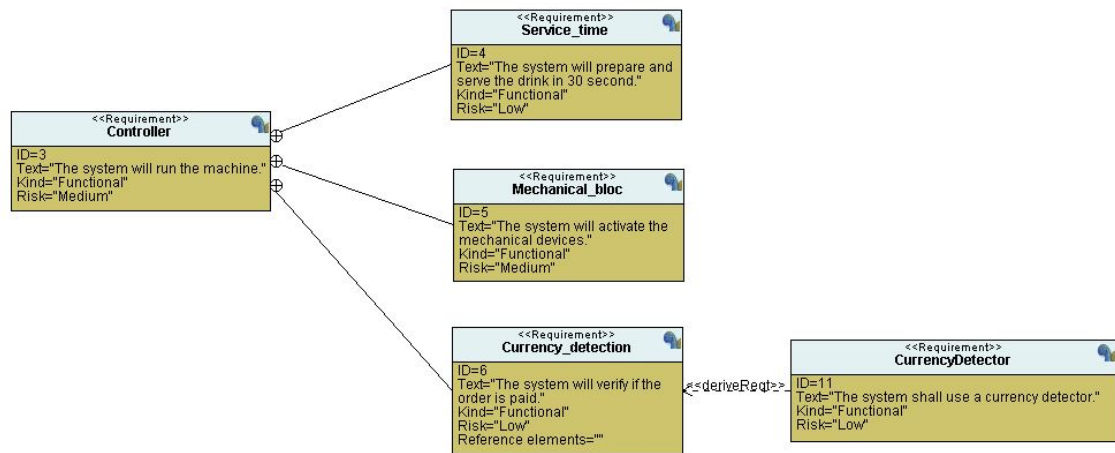 <<Requirement>>
Service_time
ID=4
Text="The system will prepare and
serve the drink in 30 second."
Kind="Functional"
Risk="Low"
<<Requirement>>
Controller
ID=3
Text="The system will run the machine."
Kind="Functional"
Risk="Medium"
<<Requirement>>
Mechanical_bloc
ID=5
Text="The system will activate the
mechanical devices."
Kind="Functional"
Risk="Medium"
<<Requirement>>
Currency_detection
ID=6
Text="The system will verify if the
order is paid."
Kind="Functional"
Risk="Low"
Reference elements=""
<<deriveReqt>>
<<Requirement>>
CurrencyDetector
ID=11
Text="The system shall use a currency detector."
Kind="Functional"
Risk="Low"